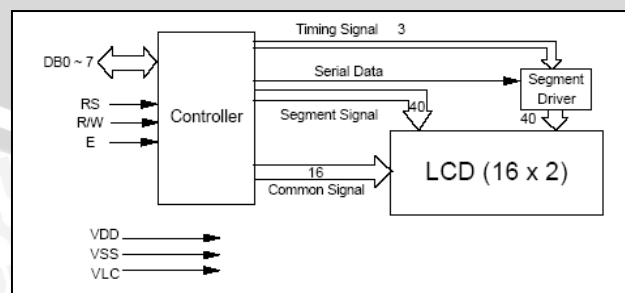 Timing Signal 3
DB0 ~ 7
Serial Data
Segment
Driver
RS
Controller
40
Segment Signal
40
R/W
E
16
LCD (16 x 2)
Common Signal
VDD
VSS
VLC